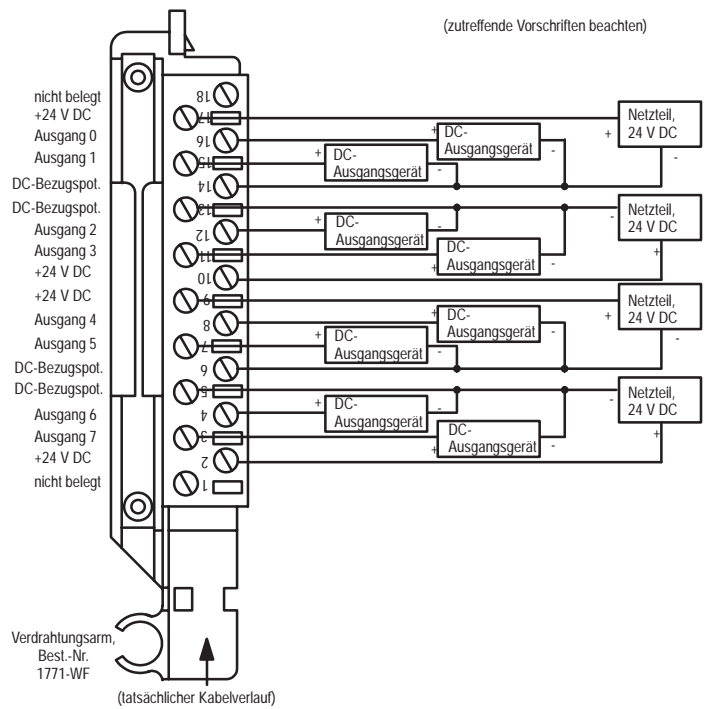 (zutreffende Vorschriften beachten)
nicht belegt
+24 V DC
Ausgang 0
Ausgang 1
DC-Bezugspot.
DC-Bezugspot.
Ausgang 2
Ausgang 3
+24 V DC
+24 V DC
Ausgang 4
Ausgang 5
DC-Bezugspot.
DC-Bezugspot.
Ausgang 6
Ausgang 7
+24 V DC
nicht belegt
18
17
16
15
14
13
12
11
10
9
8
7
6
5
4
3
2
1
+ DC-
Ausgangsgerät -
+ DC-
Ausgangsgerät -
Netzteil,
+ 24 V DC
-
+ DC-
Ausgangsgerät -
DC-
+ Ausgangsgerät -
Netzteil,
- 24 V DC
+
+ DC-
Ausgangsgerät -
+ DC-
Ausgangsgerät -
Netzteil,
+ 24 V DC
-
+ DC-
Ausgangsgerät -
DC-
+ Ausgangsgerät -
Netzteil,
- 24 V DC
+
Verdrahtungsarm,
Best.-Nr.
1771-WF
(tatsächlicher Kabelverlauf)